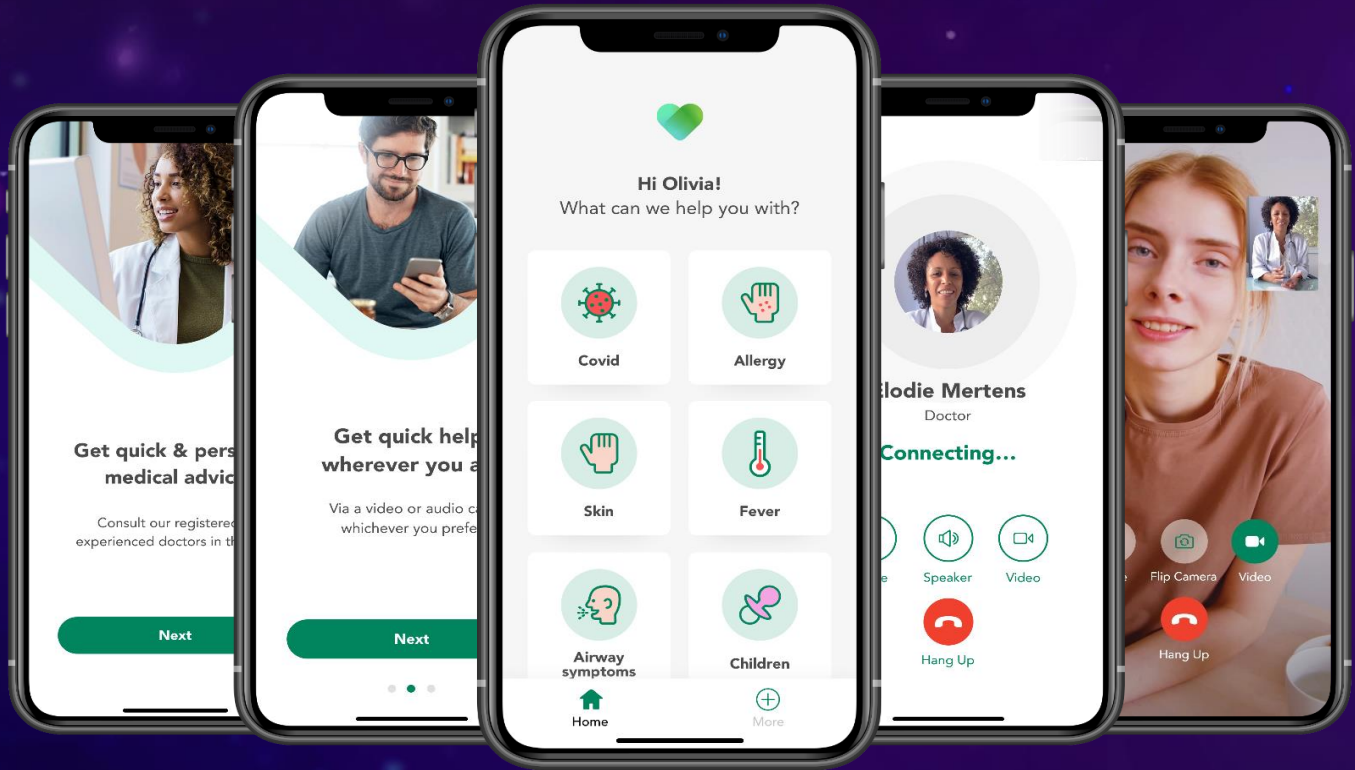 Get quick & pers
medical advic
Consult our registered
experienced doctors in th
Next
Get quick help
wherever you a
Via a video or audio ca
whichever you prefe
Next
Hi Olivia!
What can we help you with?
Covid
Allergy
Skin
Fever
Airway
symptoms
Children
Home
More
Elodie Mertens
Doctor
Connecting...
e
Speaker
Video
Hang Up
e
Flip Camera
Video
Hang Up